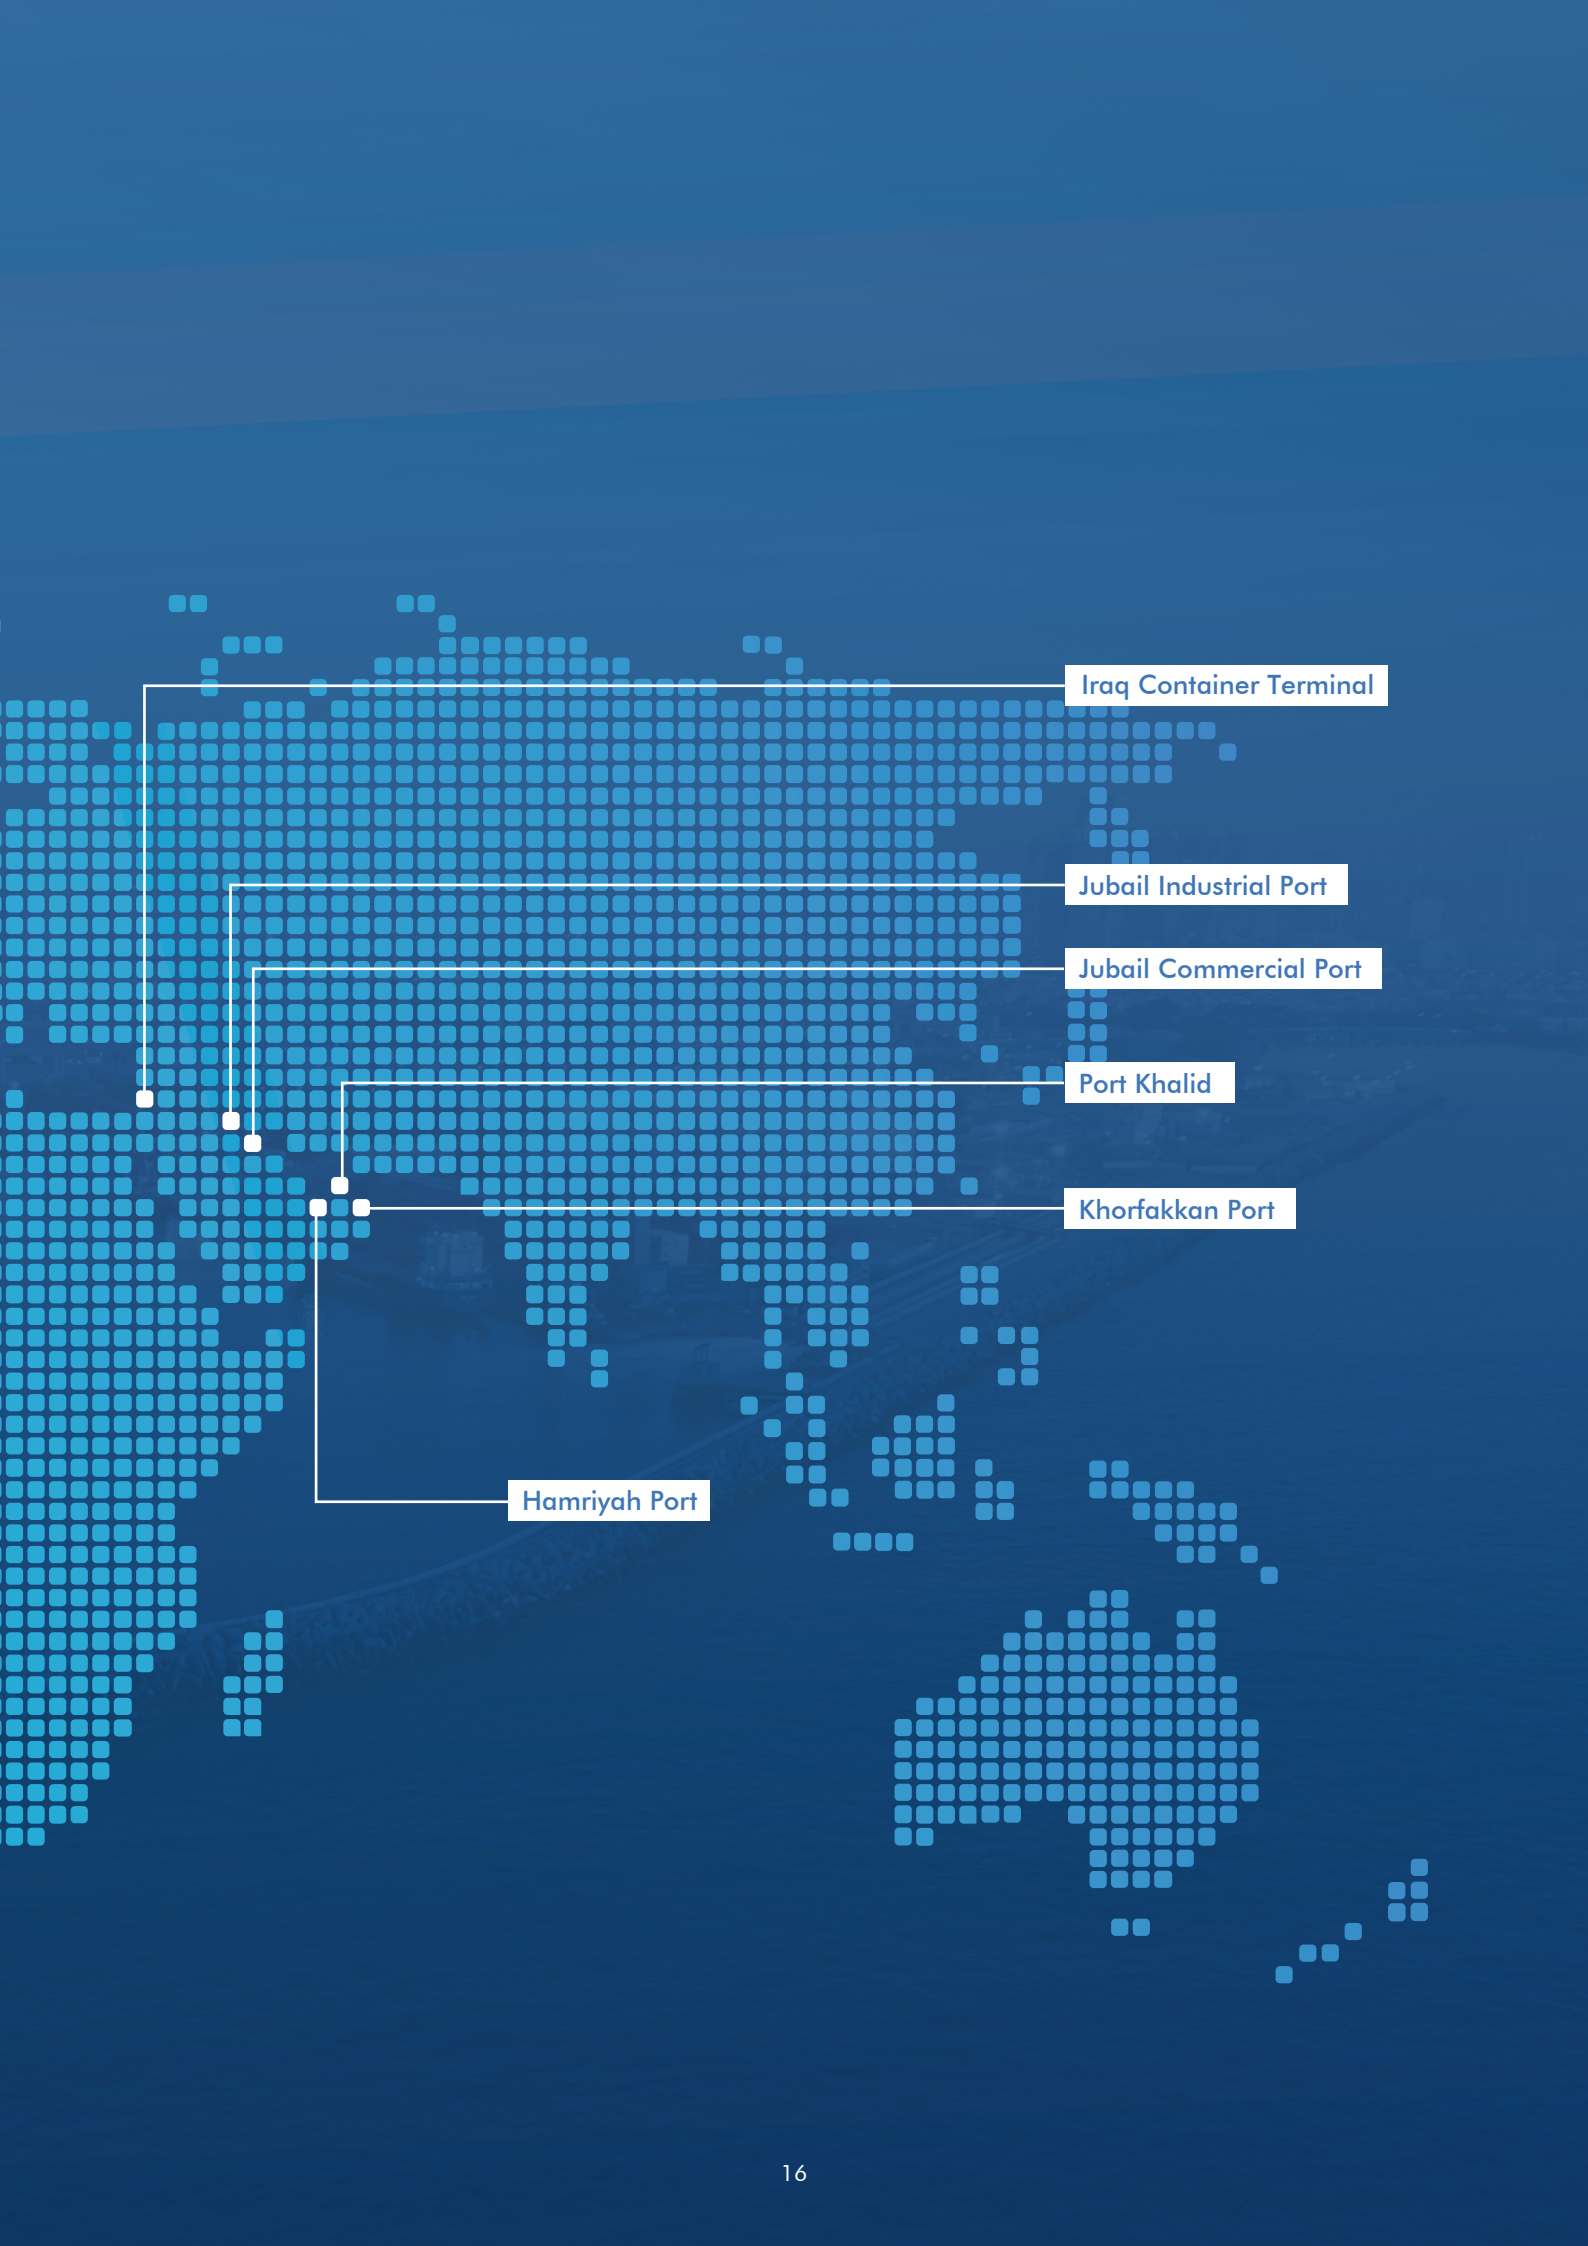 Iraq Container Terminal
Jubail Industrial Port
Jubail Commercial Port
Port Khalid
Khorfakkan Port
Hamriyah Port
16